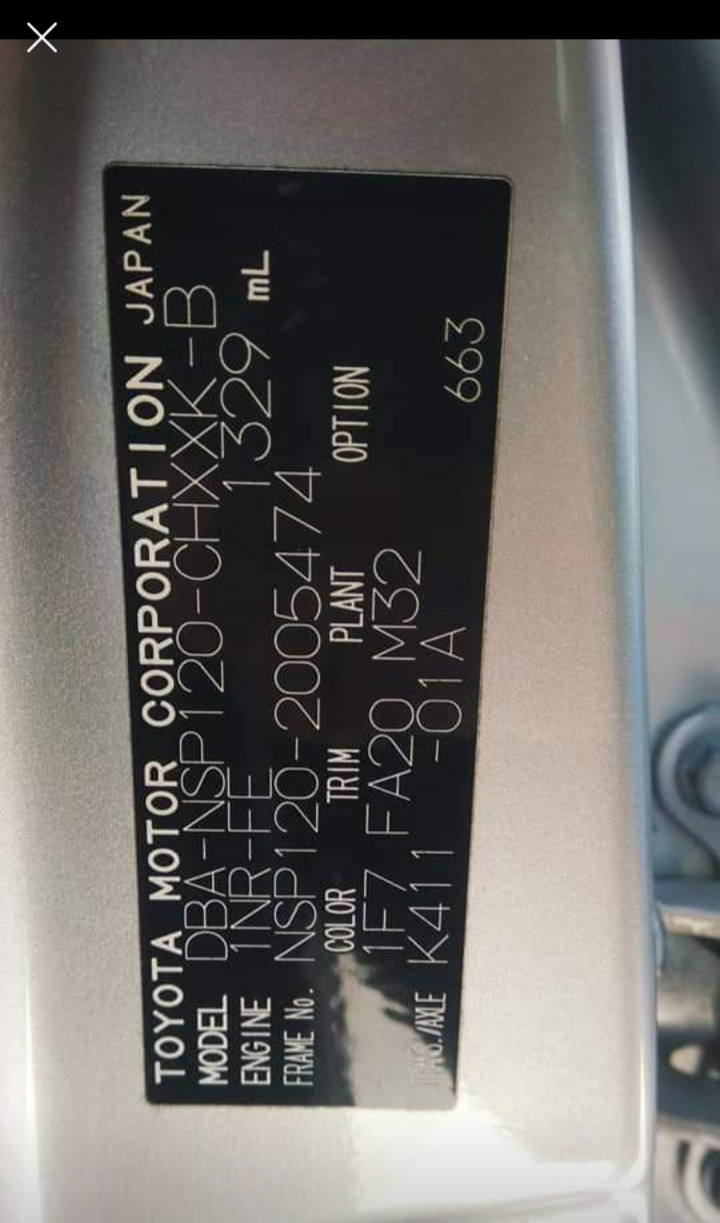 TOYOTA MOTOR CORPORATION JAPAN
MODEL DBA-NSP120-CHXXK-B
ENGINE 1NR-FE 1329 mL
FRAME No. NSP120-2005474
COLOR TRIM PLANT OPTION
1F7 FA20 M32
TRANS./AXLE K411 -01A 663